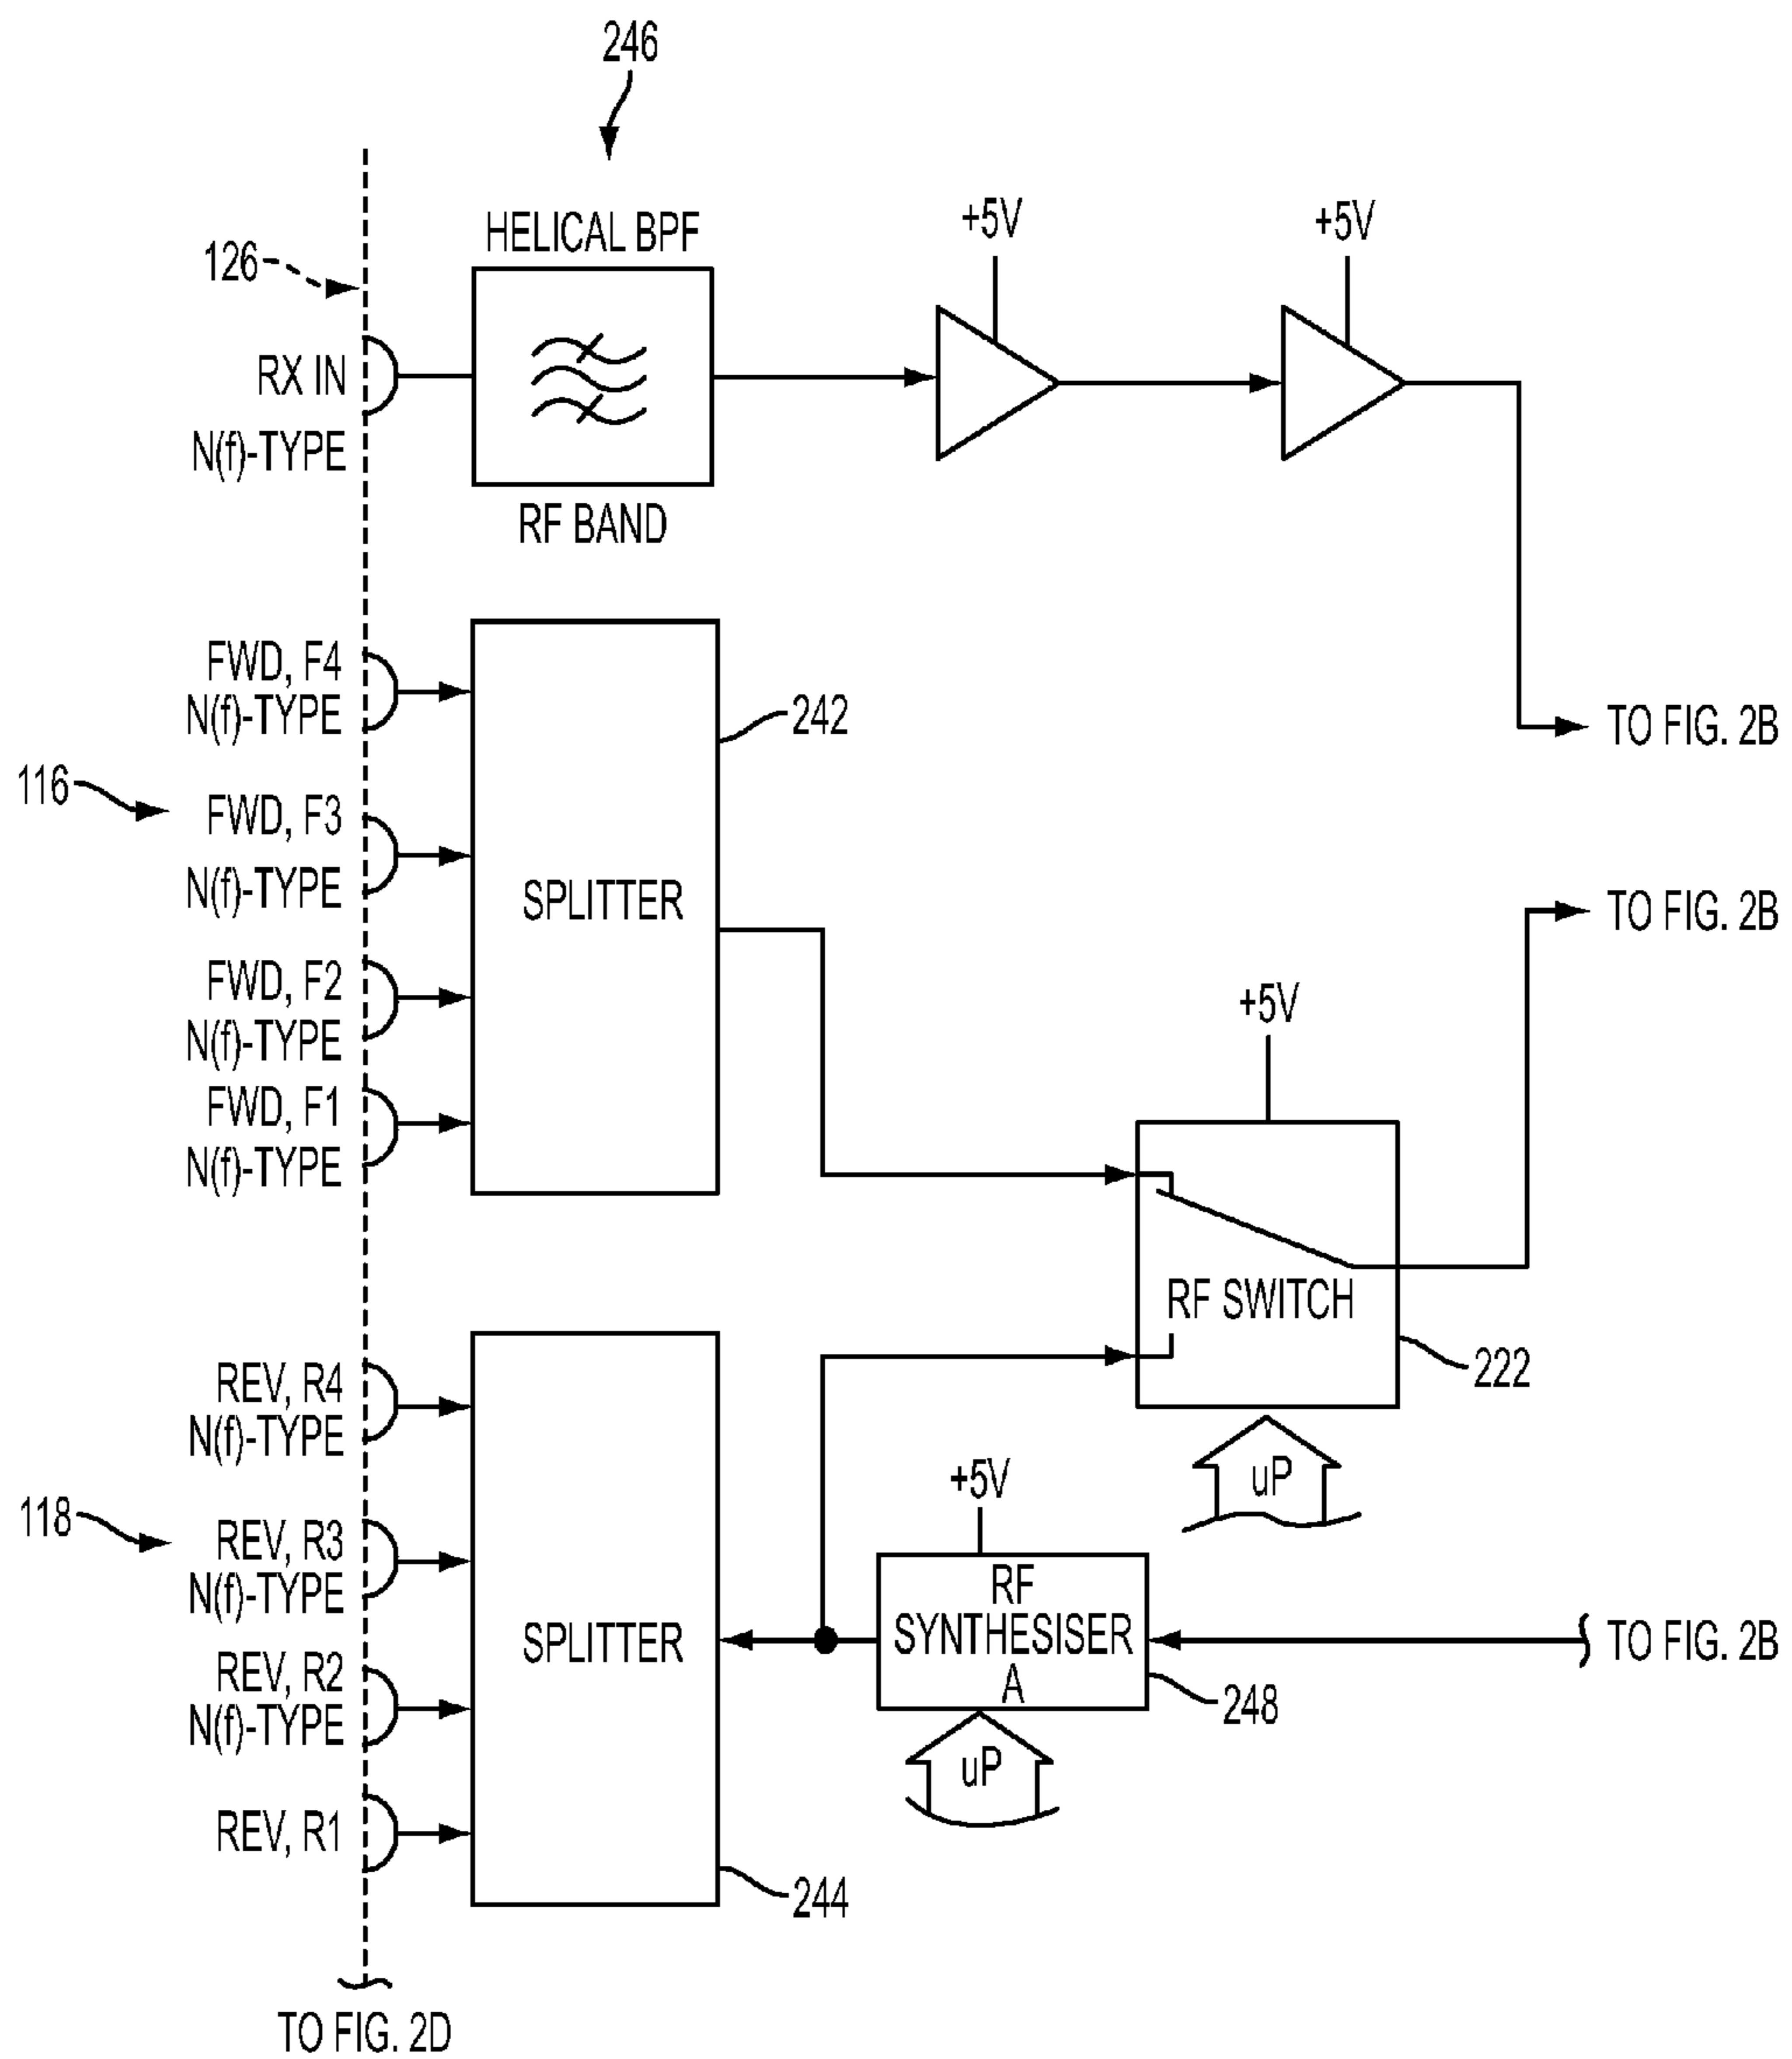 246
HELICAL BPF
+5V
+5V
126
RX IN
N(f)-TYPE
RF BAND
FWD, F4
N(f)-TYPE
242
TO FIG. 2B
116
FWD, F3
N(f)-TYPE
SPLITTER
TO FIG. 2B
FWD, F2
N(f)-TYPE
+5V
FWD, F1
N(f)-TYPE
RF SWITCH
222
REV, R4
N(f)-TYPE
uP
+5V
118
REV, R3
N(f)-TYPE
SPLITTER
RF
SYNTHESISER
A
TO FIG. 2B
248
REV, R2
N(f)-TYPE
uP
REV, R1
244
TO FIG. 2D